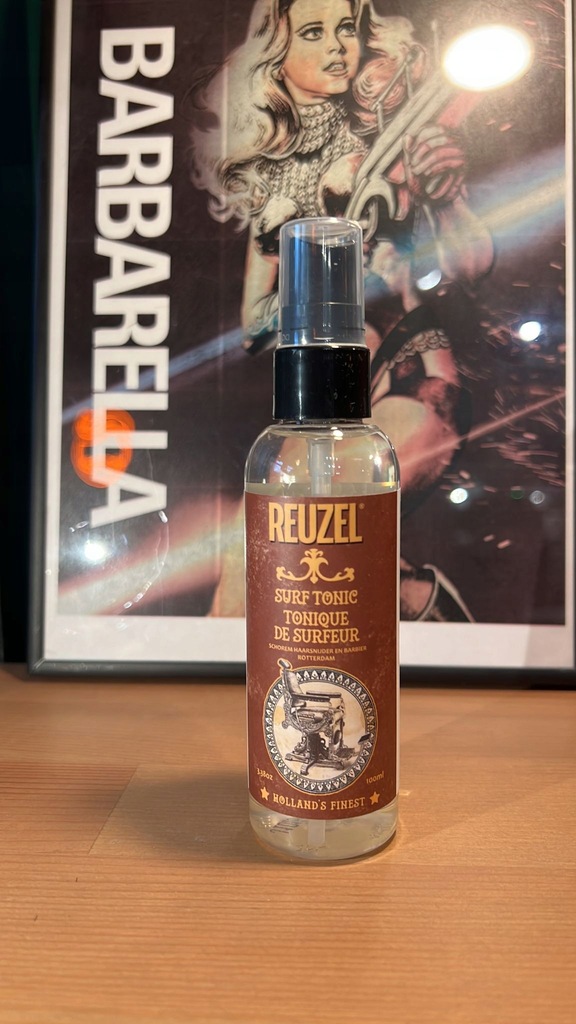 BARBARELLA
REUZEL
SURF TONIC
TONIQUE
DE SURFEUR
SCHOREM HAARSNIJDER EN BARBIER
ROTTERDAM
3.38oz 100ml
★ HOLLAND'S FINEST ★